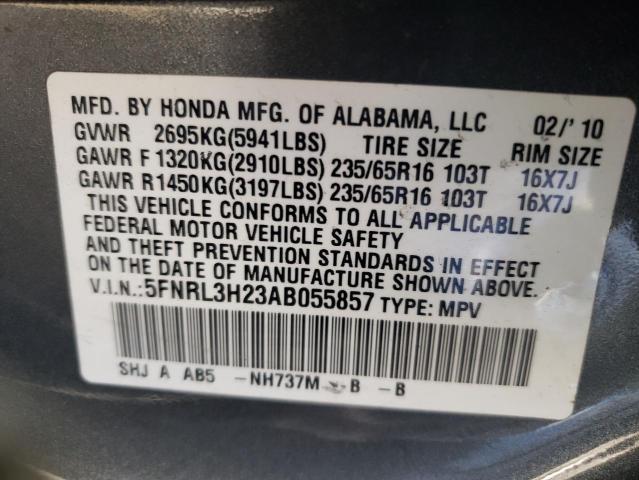 MFD. BY HONDA MFG. OF ALABAMA, LLC 02/'10
GVWR 2695KG(5941LBS) TIRE SIZE RIM SIZE
GAWR F 1320KG(2910LBS) 235/65R16 103T 16X7J
GAWR R1450KG(3197LBS) 235/65R16 103T 16X7J
THIS VEHICLE CONFORMS TO ALL APPLICABLE
FEDERAL MOTOR VEHICLE SAFETY
AND THEFT PREVENTION STANDARDS IN EFFECT
ON THE DATE OF MANUFACTURE SHOWN ABOVE.
V.I.N.:5FNRL3H23AB055857 TYPE: MPV
SHJ A AB5 -NH737M -B -B